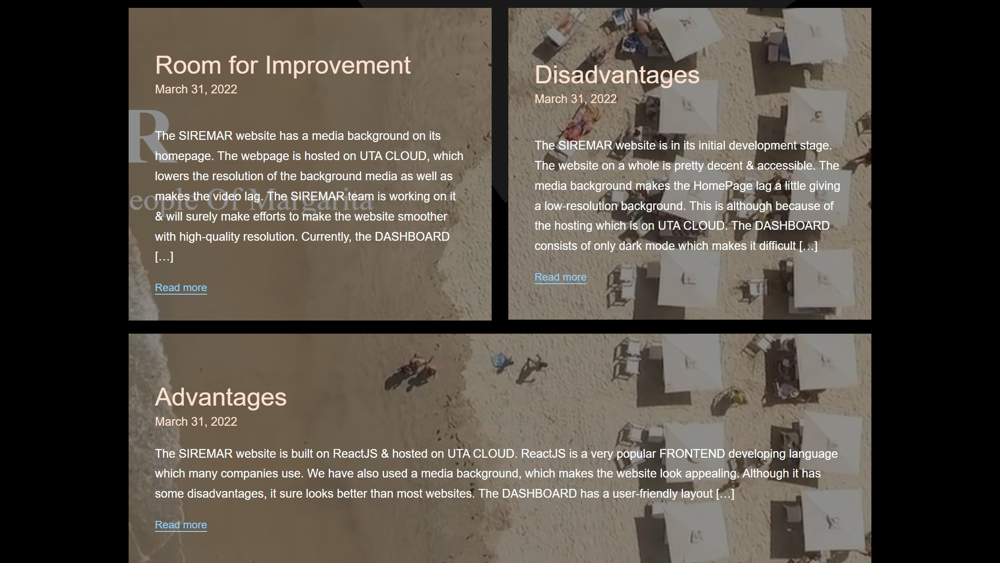 Room for Improvement
March 31, 2022
R
The SIREMAR website has a media background on its
homepage. The webpage is hosted on UTA CLOUD, which
lowers the resolution of the background media as well as
makes the video lag. The SIREMAR team is working on it
eople Of Margarita
& will surely make efforts to make the website smoother
with high-quality resolution. Currently, the DASHBOARD
[…]
Read more
Disadvantages
March 31, 2022
The SIREMAR website is in its initial development stage.
The website on a whole is pretty decent & accessible. The
media background makes the HomePage lag a little giving
a low-resolution background. This is although because of
the hosting which is on UTA CLOUD. The DASHBOARD
consists of only dark mode which makes it difficult […]
Read more
Advantages
March 31, 2022
The SIREMAR website is built on ReactJS & hosted on UTA CLOUD. ReactJS is a very popular FRONTEND developing language
which many companies use. We have also used a media background, which makes the website look appealing. Although it has
some disadvantages, it sure looks better than most websites. The DASHBOARD has a user-friendly layout […]
Read more